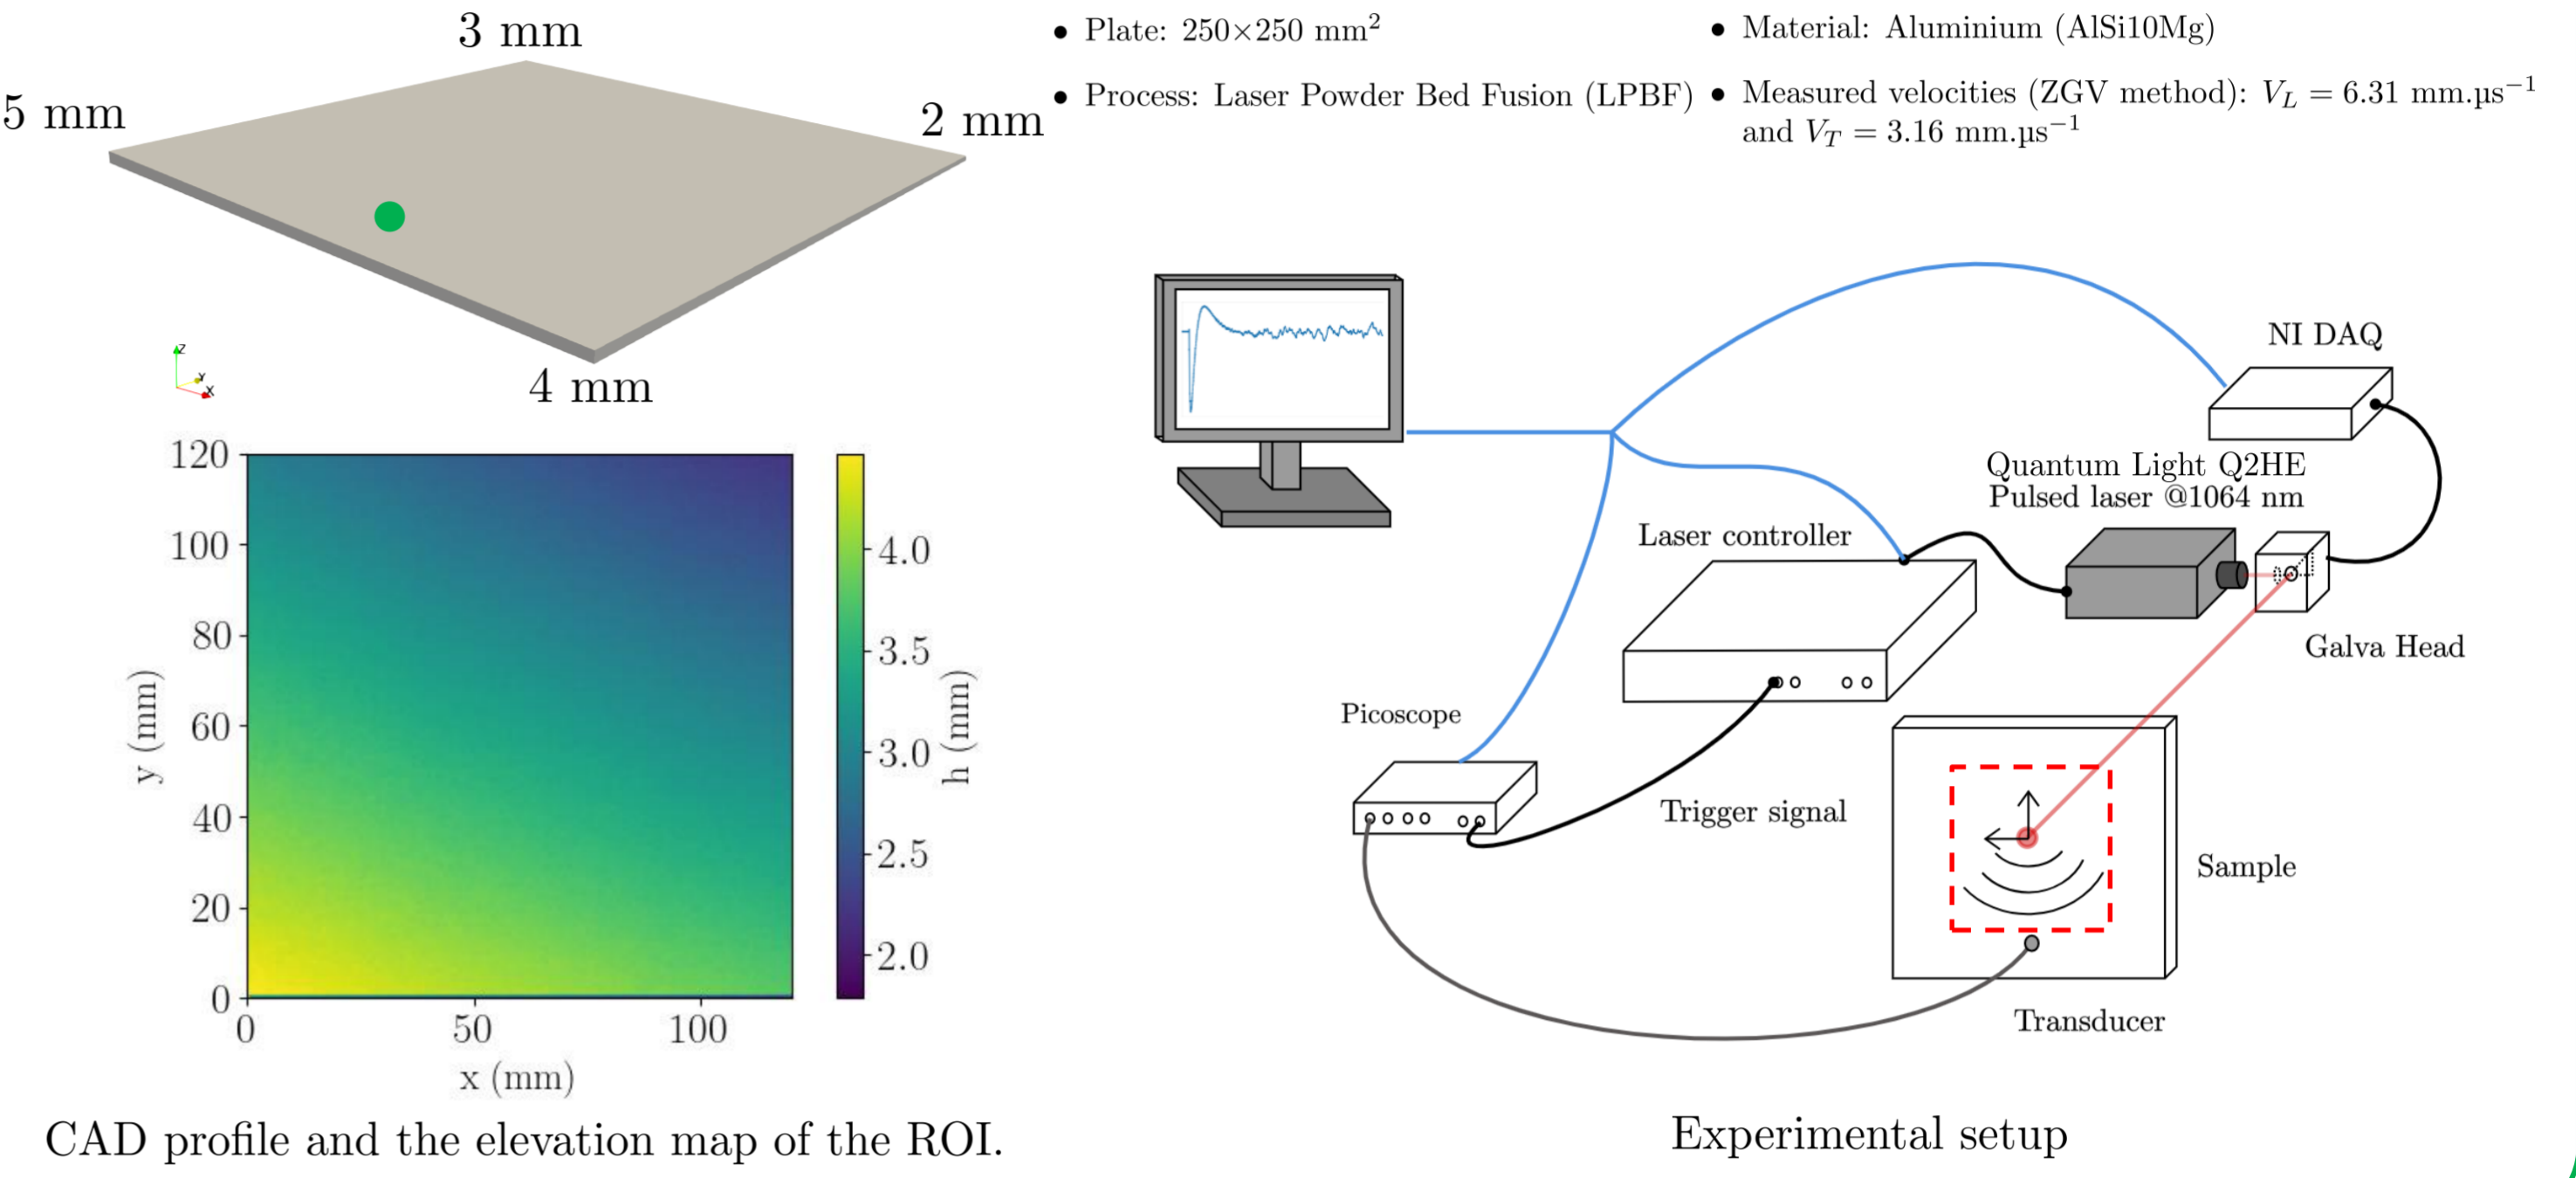 3 mm
5 mm
2 mm
4 mm
Z
Y
X
• Plate: 250×250 mm²
• Process: Laser Powder Bed Fusion (LPBF)
• Material: Aluminium (AlSi10Mg)
• Measured velocities (ZGV method): V_L = 6.31 mm.µs⁻¹
and V_T = 3.16 mm.µs⁻¹
120
100
80
60
40
20
0
y (mm)
0 50 100
x (mm)
4.0
3.5
3.0
2.5
2.0
h (mm)
CAD profile and the elevation map of the ROI.
NI DAQ
Quantum Light Q2HE
Pulsed laser @1064 nm
Laser controller
Galva Head
Picoscope
Trigger signal
Sample
Transducer
Experimental setup